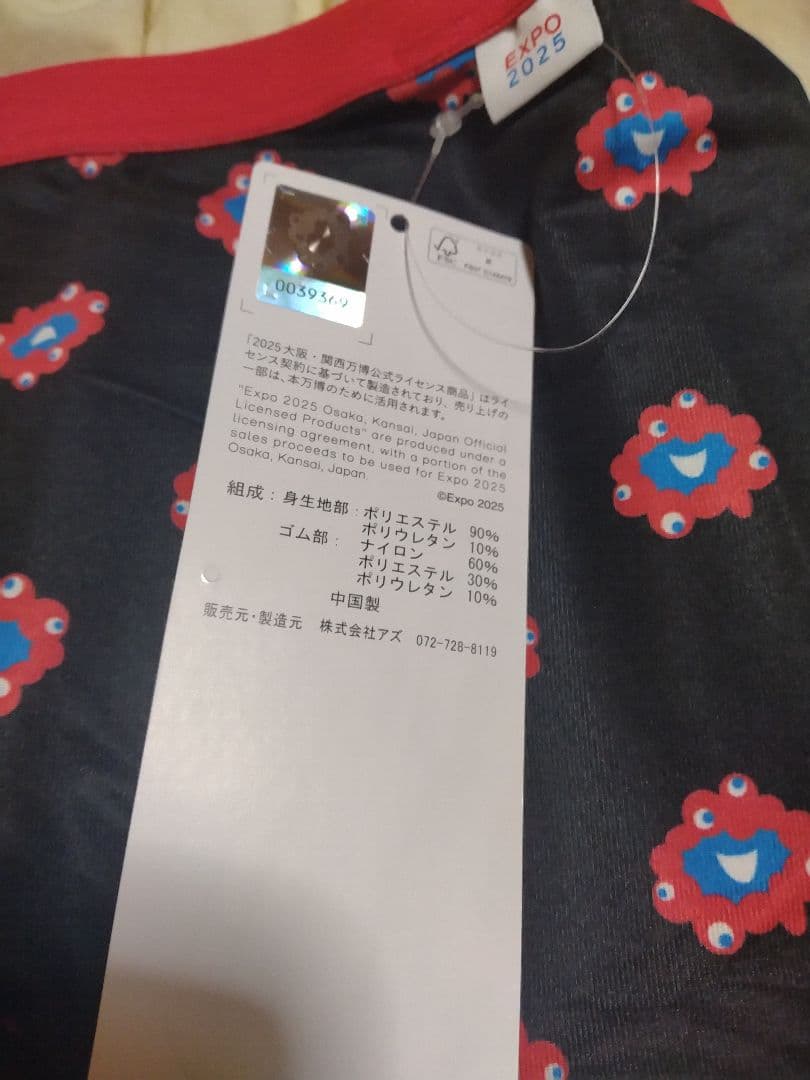 EXPO
2025
0039369
FSC
「2025大阪・関西万博公式ライセンス商品」はライ
センス契約に基づいて製造されており、売り上げの
一部は、本万博のために活用されます。
"Expo 2025 Osaka, Kansai, Japan Official
Licensed Products" are produced under a
licensing agreement, with a portion of the
sales proceeds to be used for Expo 2025
Osaka, Kansai, Japan
©Expo 2025
組成:身生地部:ポリエステル 90%
ポリウレタン 10%
ゴム部: ナイロン 60%
ポリエステル 30%
ポリウレタン 10%
中国製
販売元・製造元 株式会社アズ 072-728-8119